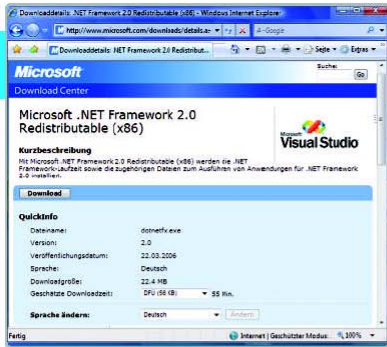 Downloaddetails: .NET Framework 2.0 Redistributable (x86) - Windows Internet Explorer
http://www.microsoft.com/downloads/details.a
Google
Downloaddetails: .NET Framework 2.0 Redistribut...
Seite Extras
Microsoft
Suche:
Go
Download Center
Microsoft .NET Framework 2.0
Redistributable (x86)
Microsoft
Visual Studio
Kurzbeschreibung
Mit Microsoft .NET Framework 2.0 Redistributable (x86) werden die .NET
Framework-Laufzeit sowie die zugehörigen Dateien zum Ausführen von Anwendungen für .NET Framework
2.0 installiert.
Download
QuickInfo
Dateiname: dotnetfx.exe
Version: 2.0
Veröffentlichungsdatum: 22.03.2006
Sprache: Deutsch
Downloadgröße: 22.4 MB
Geschätzte Downloadzeit: DFÜ (56 KB) 55 Min.
Sprache ändern: Deutsch Ändern
Fertig
Internet | Geschützter Modus:
100%